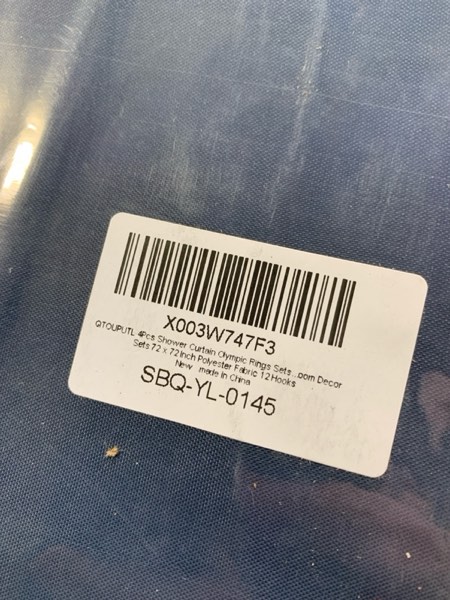 X003W747F3
QTOUPUTL 4Pcs Shower Curtain Olympic Rings Sets ...oom Decor
Sets 72 x 72 Inch Polyester Fabric 12 Hooks
New made in China
SBQ-YL-0145